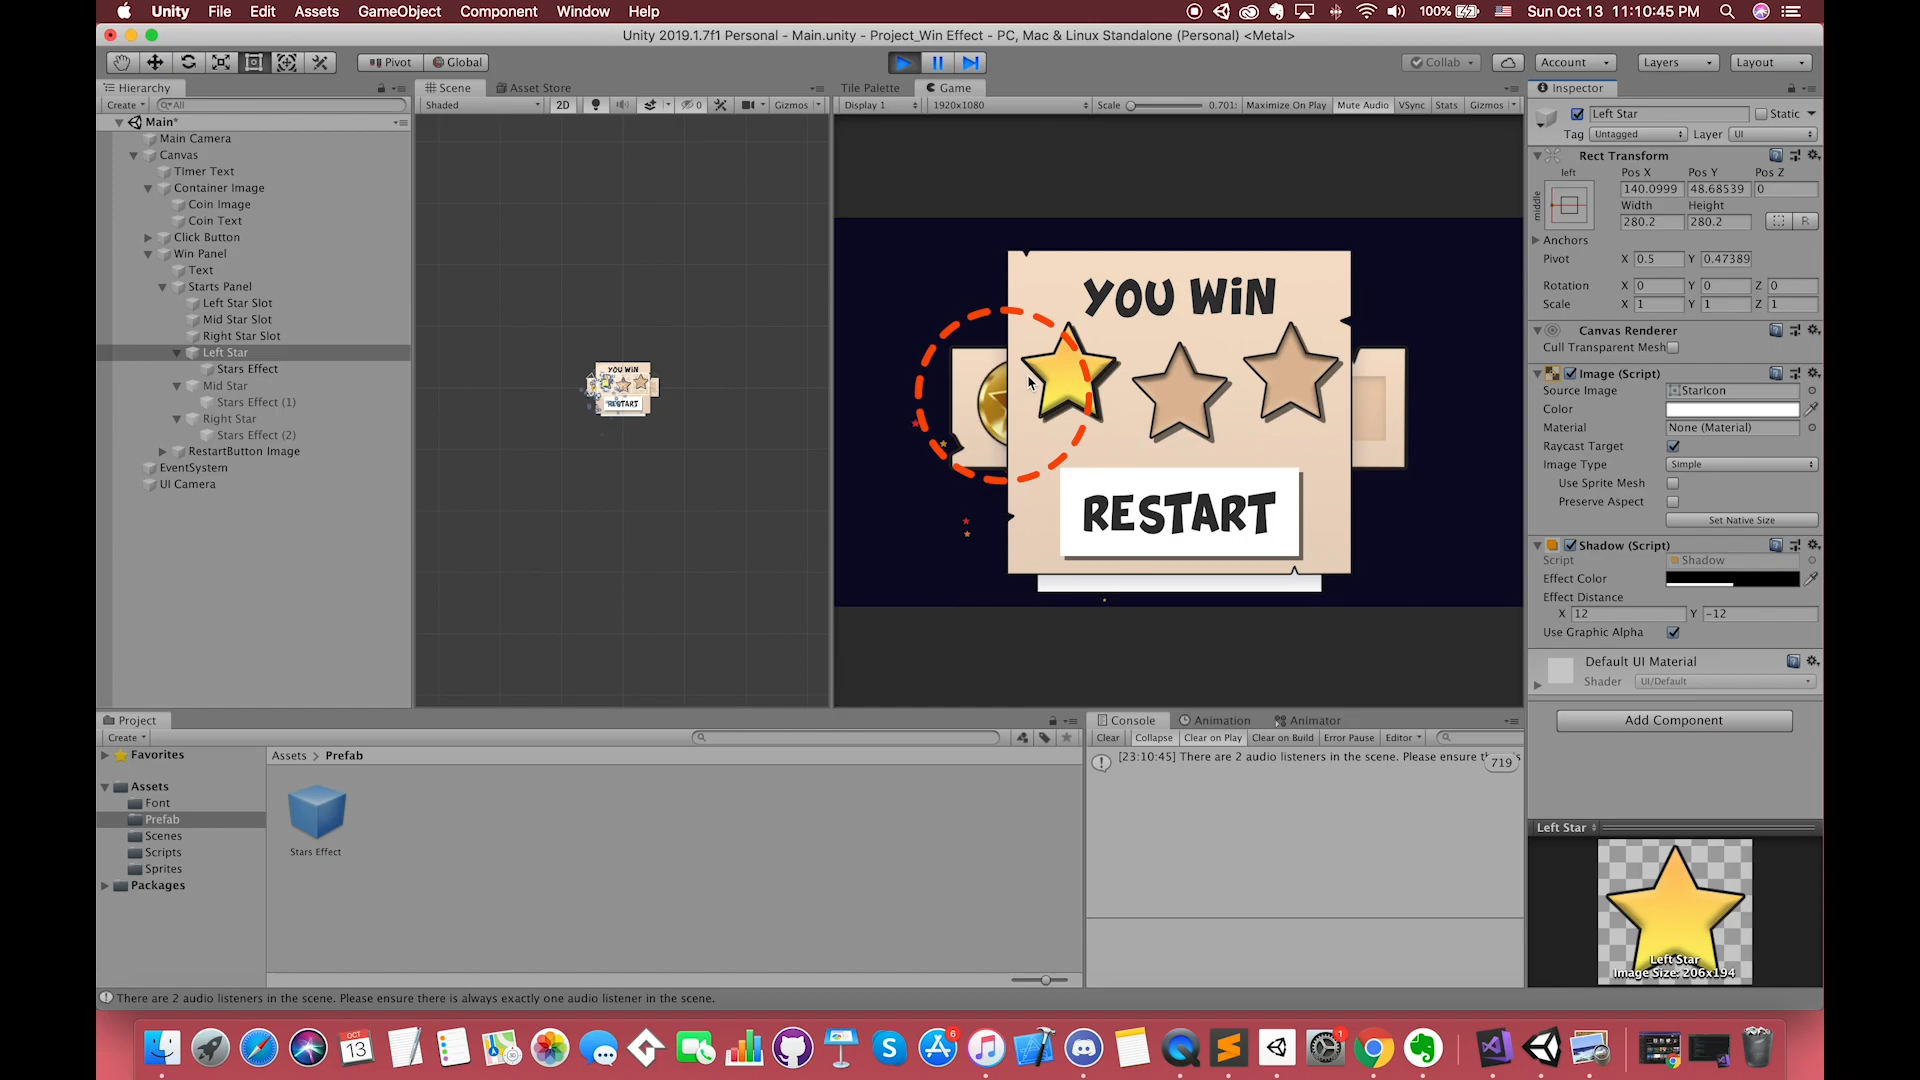 Unity File Edit Assets GameObject Component Window Help 100% Sun Oct 13 11:10:45 PM
Unity 2019.1.7f1 Personal - Main.unity - Project_Win Effect - PC, Mac & Linux Standalone (Personal) <Metal>
Pivot Global Collab Account Layers Layout
Hierarchy
Create All
Main*
Main Camera
Canvas
TImer Text
Container Image
Coin Image
Coin Text
Click Button
Win Panel
Text
Starts Panel
Left Star Slot
Mid Star Slot
Right Star Slot
Left Star
Stars Effect
Mid Star
Stars Effect (1)
Right Star
Stars Effect (2)
RestartButton Image
EventSystem
UI Camera
Scene Asset Store
Shaded 2D 0 Gizmos
YOU WIN
RESTART
Tile Palette Game
Display 1 1920x1080 Scale 0.701: Maximize On Play Mute Audio VSync Stats Gizmos
YOU WIN
RESTART
Inspector
Left Star Static
Tag Untagged Layer UI
Rect Transform
left Pos X Pos Y Pos Z
middle 140.0999 48.68539 0
Width Height
280.2 280.2 R
Anchors
Pivot X 0.5 Y 0.47389
Rotation X 0 Y 0 Z 0
Scale X 1 Y 1 Z 1
Canvas Renderer
Cull Transparent Mesh
Image (Script)
Source Image StarIcon
Color
Material None (Material)
Raycast Target
Image Type Simple
Use Sprite Mesh
Preserve Aspect
Set Native Size
Shadow (Script)
Script Shadow
Effect Color
Effect Distance
X 12 Y -12
Use Graphic Alpha
Default UI Material
Shader UI/Default
Add Component
Left Star
Left Star
Image Size: 206x194
Project
Create
Favorites
Assets
Font
Prefab
Scenes
Scripts
Sprites
Packages
Assets > Prefab
Stars Effect
Console Animation Animator
Clear Collapse Clear on Play Clear on Build Error Pause Editor
[23:10:45] There are 2 audio listeners in the scene. Please ensure 719
There are 2 audio listeners in the scene. Please ensure there is always exactly one audio listener in the scene.
OCT
13
6
1